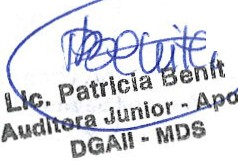 Lic. Patricia Benit
Auditora Junior - Apo
DGAII - MDS